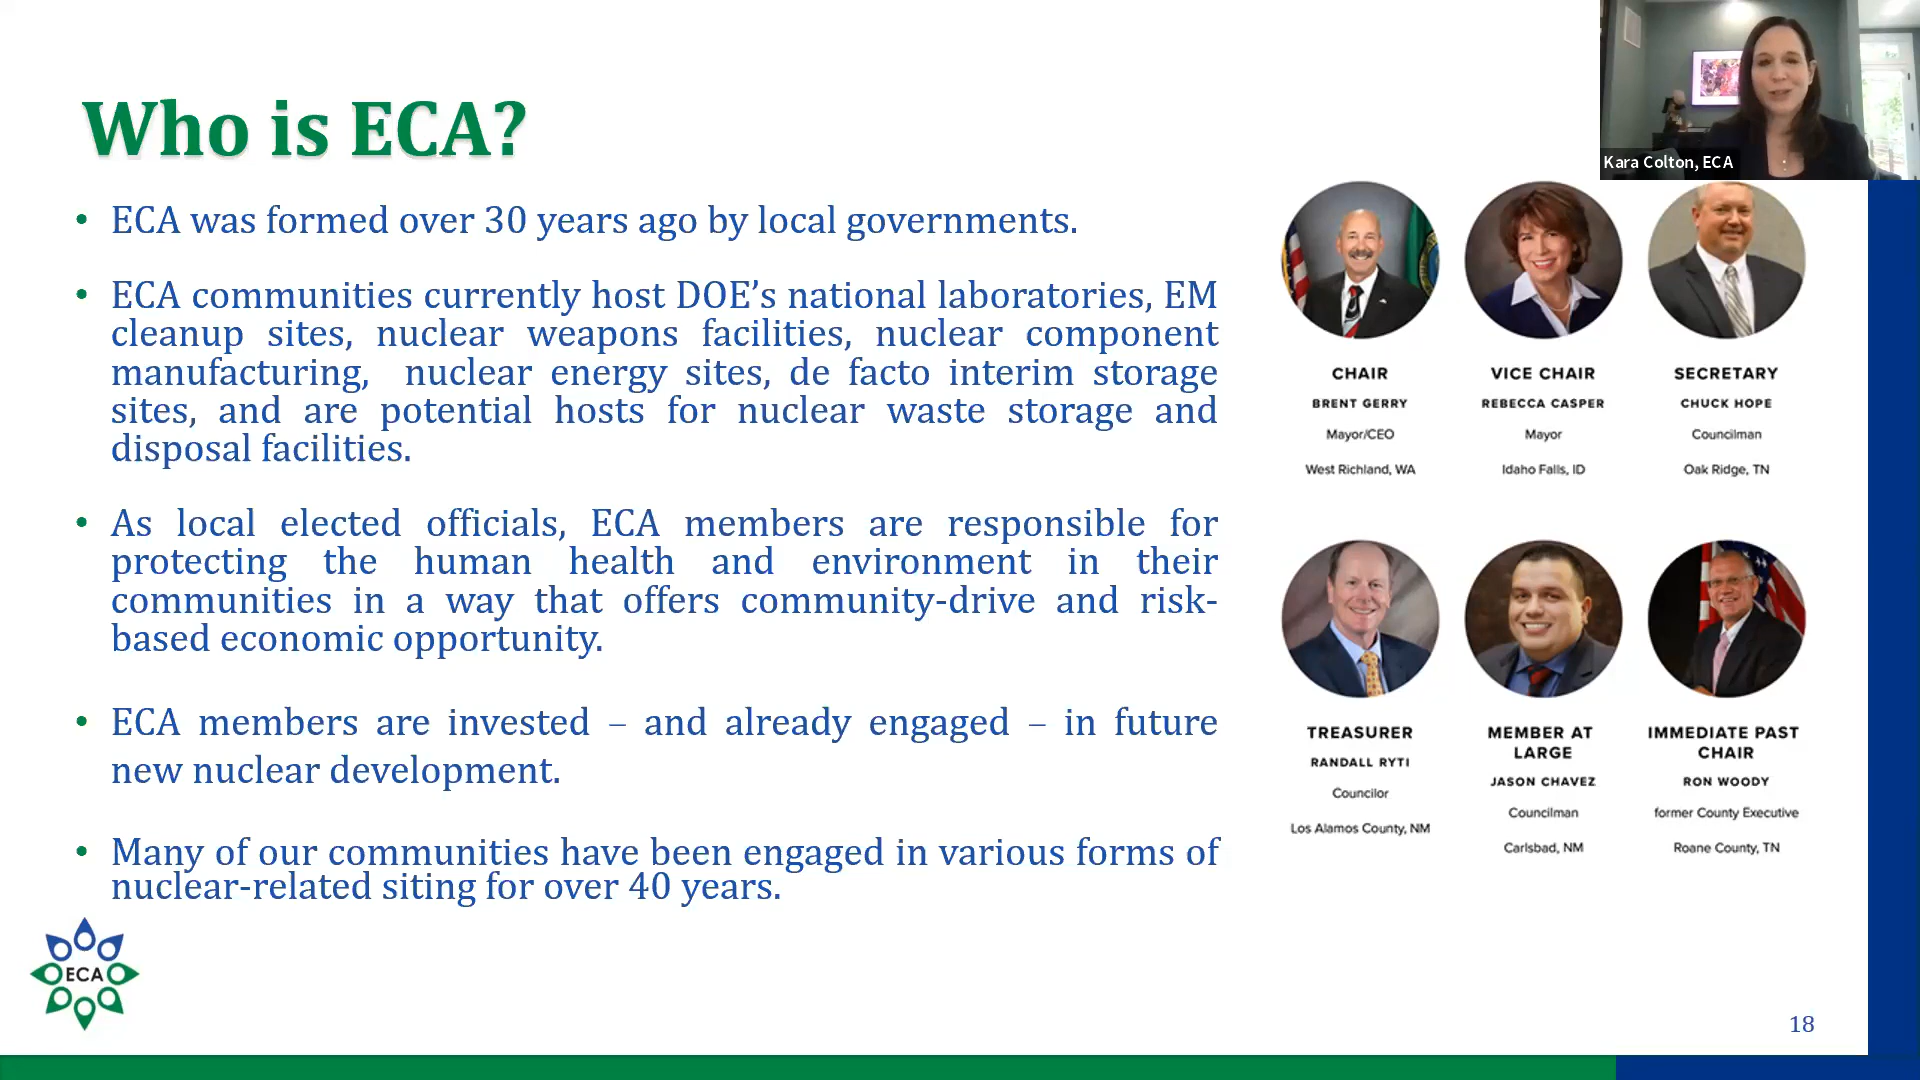 Who is ECA?
• ECA was formed over 30 years ago by local governments.
• ECA communities currently host DOE’s national laboratories, EM
cleanup sites, nuclear weapons facilities, nuclear component
manufacturing, nuclear energy sites, de facto interim storage
sites, and are potential hosts for nuclear waste storage and
disposal facilities.
• As local elected officials, ECA members are responsible for
protecting the human health and environment in their
communities in a way that offers community-drive and risk-
based economic opportunity.
• ECA members are invested – and already engaged – in future
new nuclear development.
• Many of our communities have been engaged in various forms of
nuclear-related siting for over 40 years.
Kara Colton, ECA
CHAIR
BRENT GERRY
Mayor/CEO
West Richland, WA
VICE CHAIR
REBECCA CASPER
Mayor
Idaho Falls, ID
SECRETARY
CHUCK HOPE
Councilman
Oak Ridge, TN
TREASURER
RANDALL RYTI
Councilor
Los Alamos County, NM
MEMBER AT
LARGE
JASON CHAVEZ
Councilman
Carlsbad, NM
IMMEDIATE PAST
CHAIR
RON WOODY
former County Executive
Roane County, TN
ECA
18